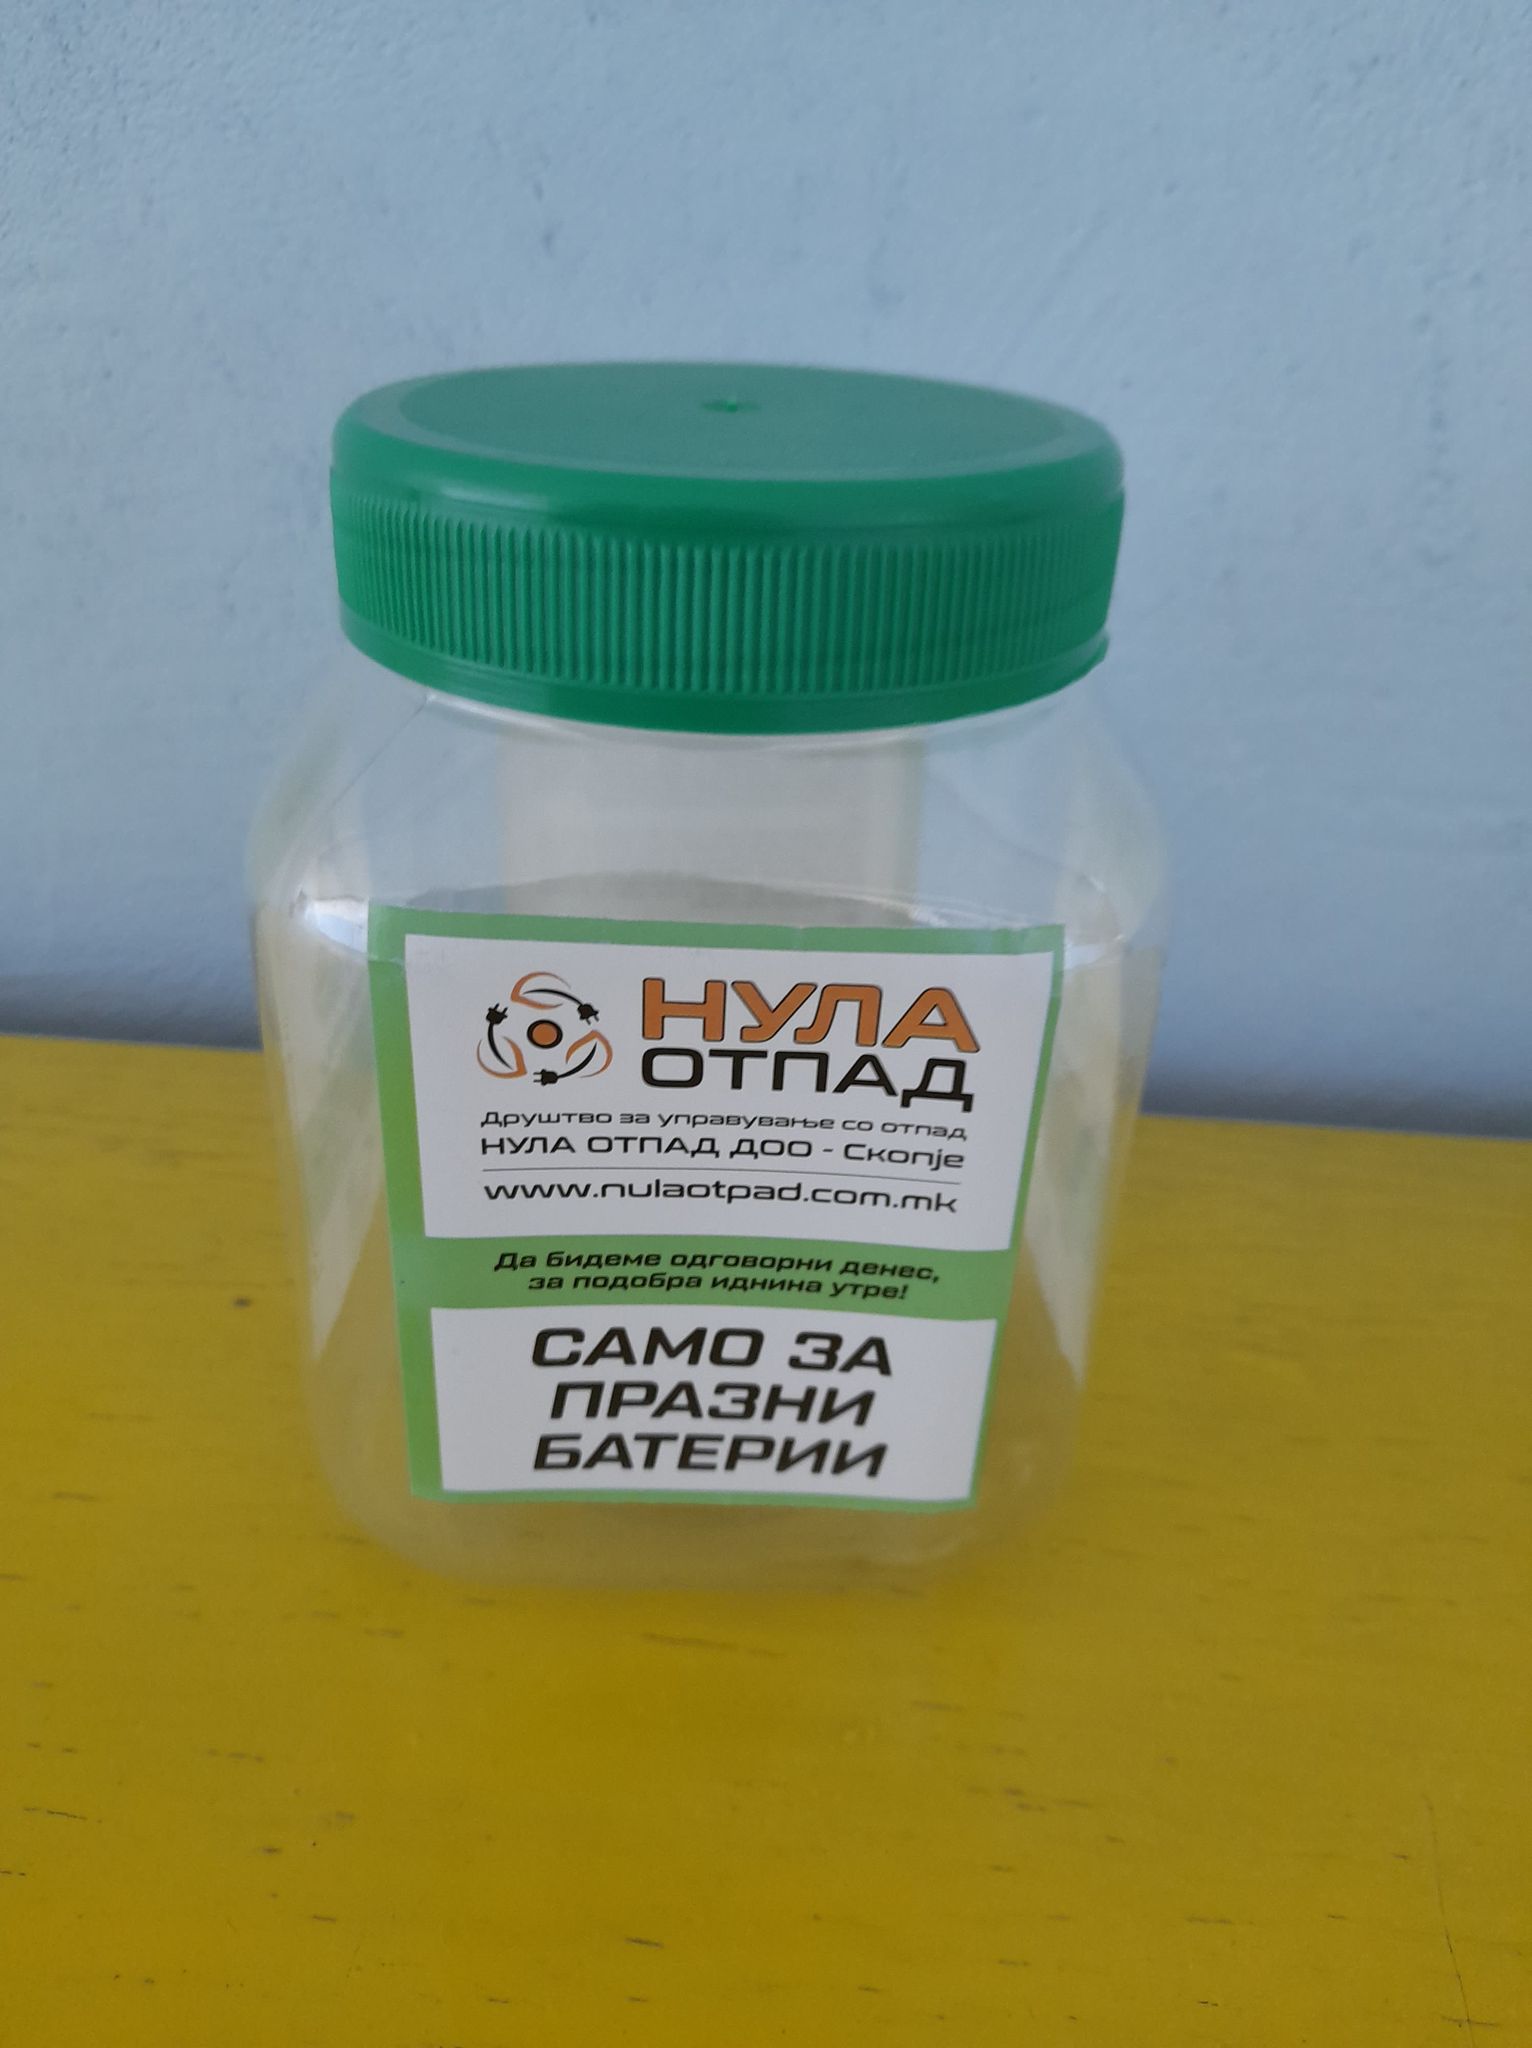 НУЛА
ОТПАД
Друштво за управување со отпад
НУЛА ОТПАД ДОО - Скопје
www.nulaotpad.com.mk
Да бидеме одговорни денес,
за подобра иднина утре!
САМО ЗА
ПРАЗНИ
БАТЕРИИ